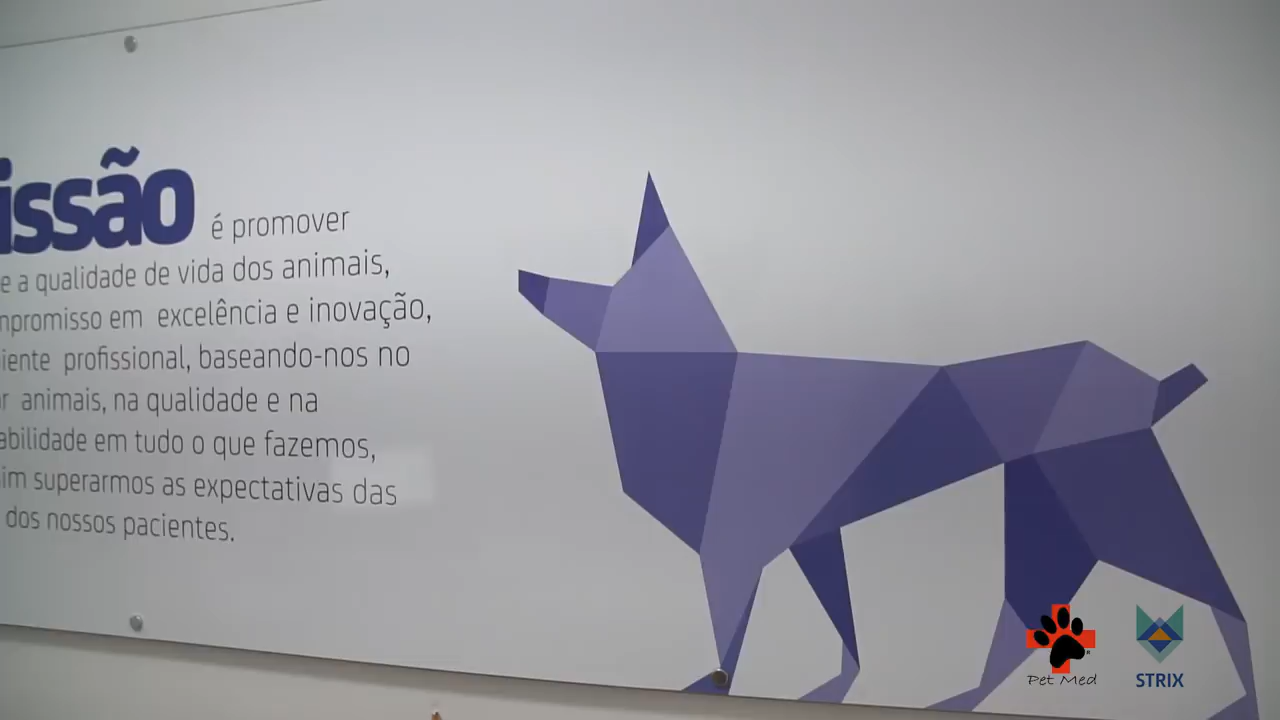 issão é promover
e a qualidade de vida dos animais,
mpromisso em excelência e inovação,
iente profissional, baseando-nos no
r animais, na qualidade e na
abilidade em tudo o que fazemos,
im superarmos as expectativas das
dos nossos pacientes.
Pet Med
STRIX